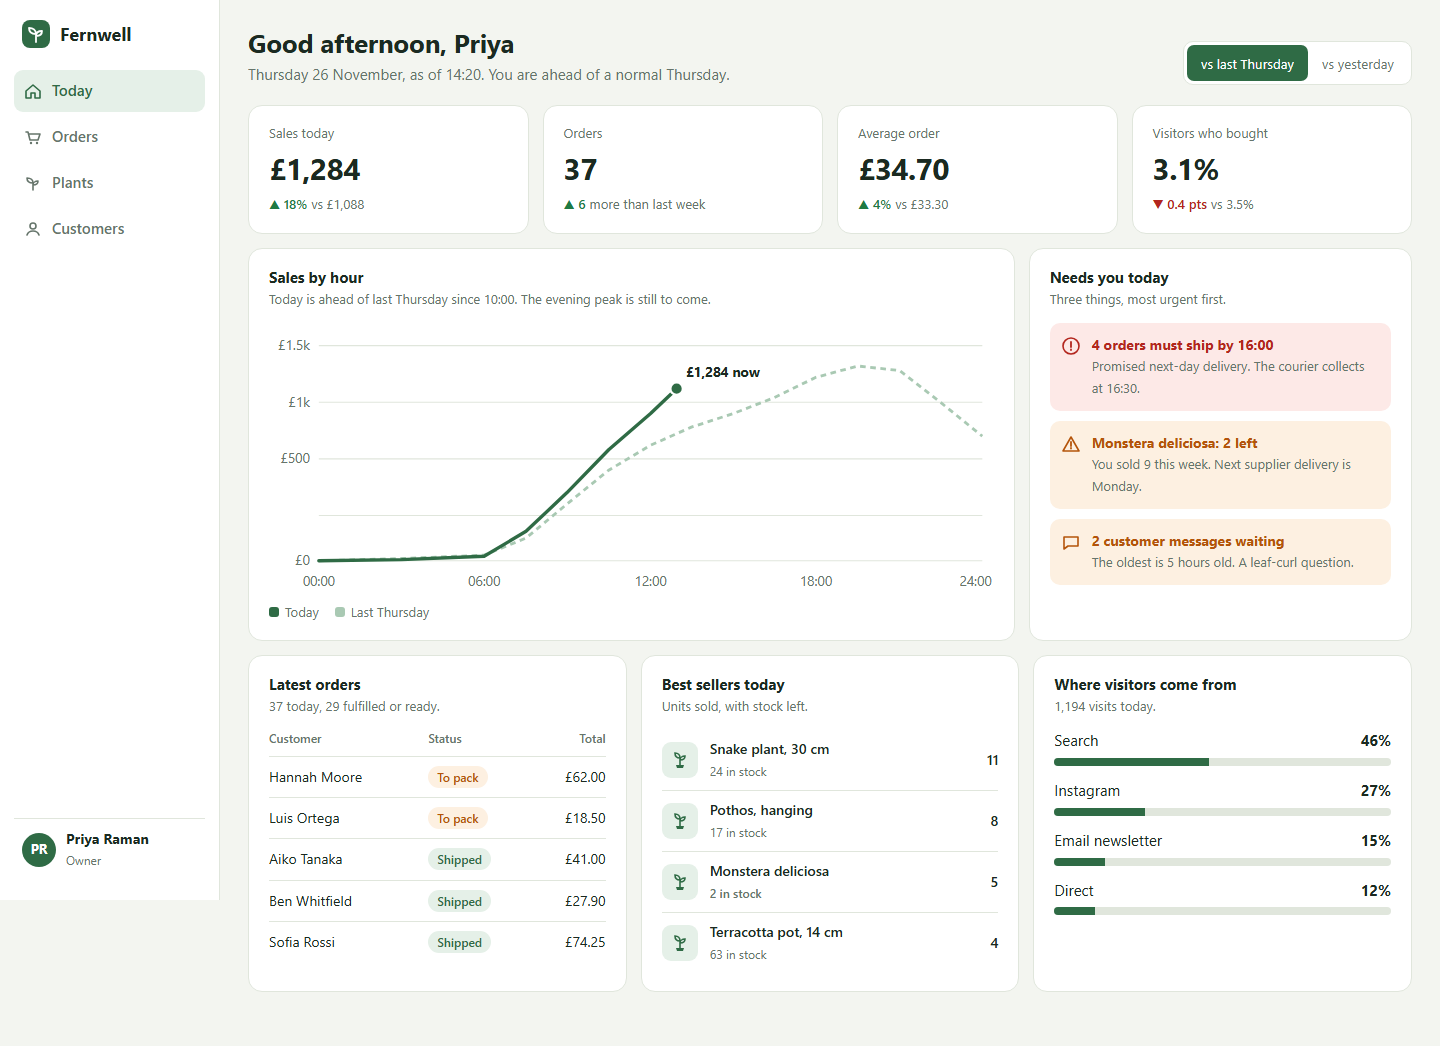 Fernwell
Today
Orders
Plants
Customers
PR
Priya Raman
Owner
Good afternoon, Priya
Thursday 26 November, as of 14:20. You are ahead of a normal Thursday.
vs last Thursday
vs yesterday
Sales today
£1,284
▲ 18% vs £1,088
Orders
37
▲ 6 more than last week
Average order
£34.70
▲ 4% vs £33.30
Visitors who bought
3.1%
▼ 0.4 pts vs 3.5%
Sales by hour
Today is ahead of last Thursday since 10:00. The evening peak is still to come.
£1.5k
£1k
£500
£0
£1,284 now
00:00
06:00
12:00
18:00
24:00
Today
Last Thursday
Needs you today
Three things, most urgent first.
4 orders must ship by 16:00
Promised next-day delivery. The courier collects
at 16:30.
Monstera deliciosa: 2 left
You sold 9 this week. Next supplier delivery is
Monday.
2 customer messages waiting
The oldest is 5 hours old. A leaf-curl question.
Latest orders
37 today, 29 fulfilled or ready.
Customer Status Total
Hannah Moore To pack £62.00
Luis Ortega To pack £18.50
Aiko Tanaka Shipped £41.00
Ben Whitfield Shipped £27.90
Sofia Rossi Shipped £74.25
Best sellers today
Units sold, with stock left.
Snake plant, 30 cm
24 in stock
11
Pothos, hanging
17 in stock
8
Monstera deliciosa
2 in stock
5
Terracotta pot, 14 cm
63 in stock
4
Where visitors come from
1,194 visits today.
Search 46%
Instagram 27%
Email newsletter 15%
Direct 12%